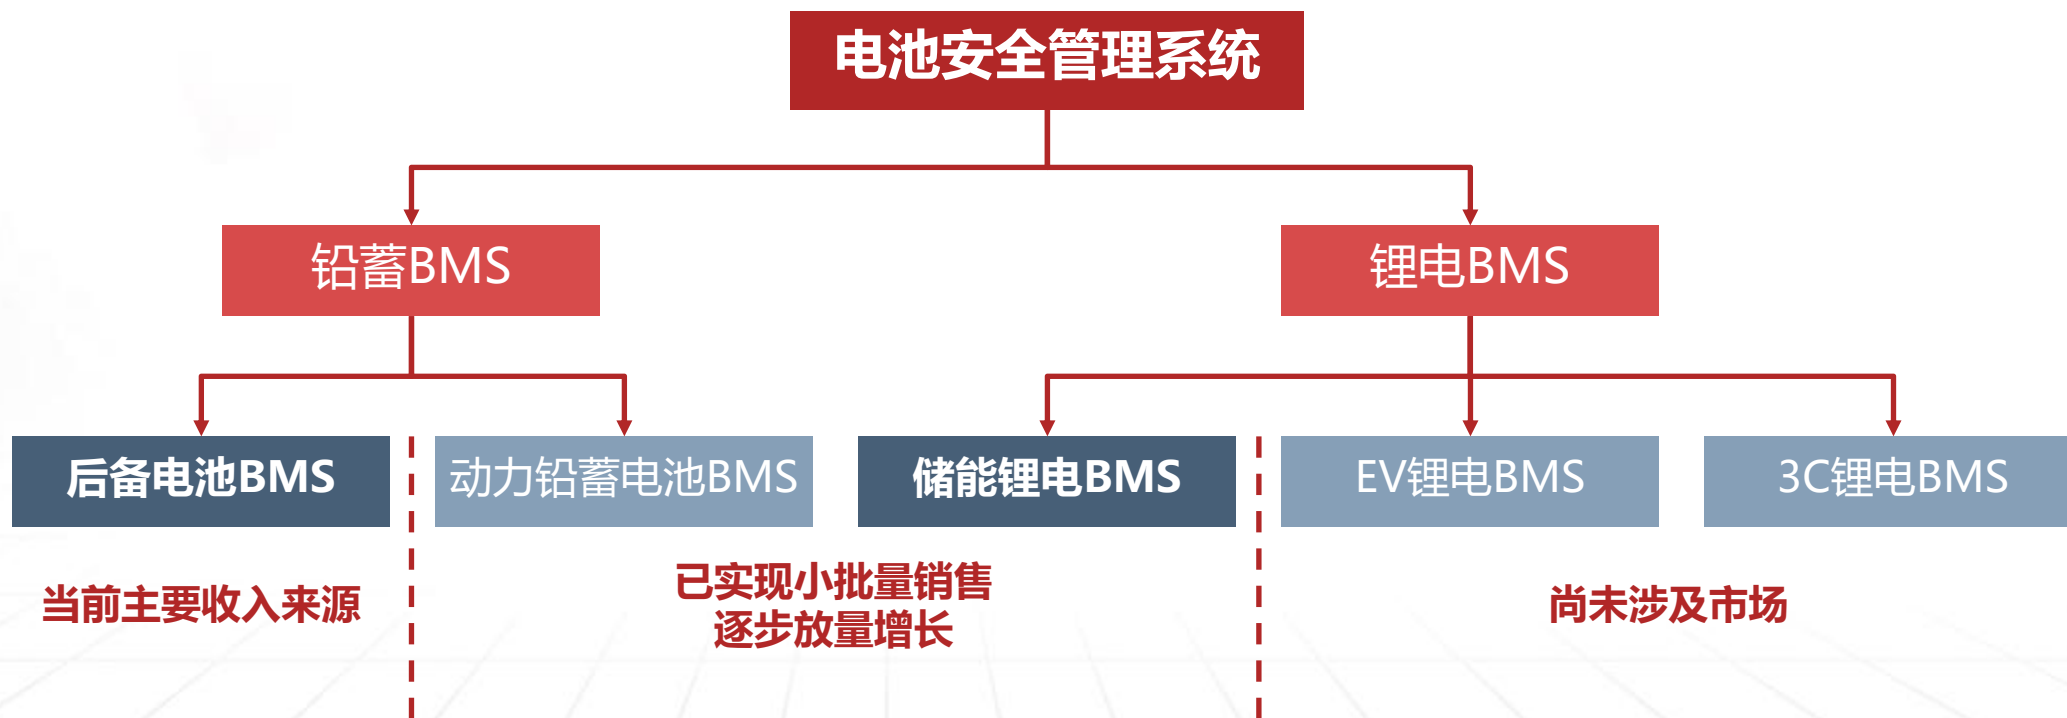 电池安全管理系统
铅蓄BMS
锂电BMS
后备电池BMS
动力铅蓄电池BMS
储能锂电BMS
EV锂电BMS
3C锂电BMS
当前主要收入来源
已实现小批量销售
逐步放量增长
尚未涉及市场